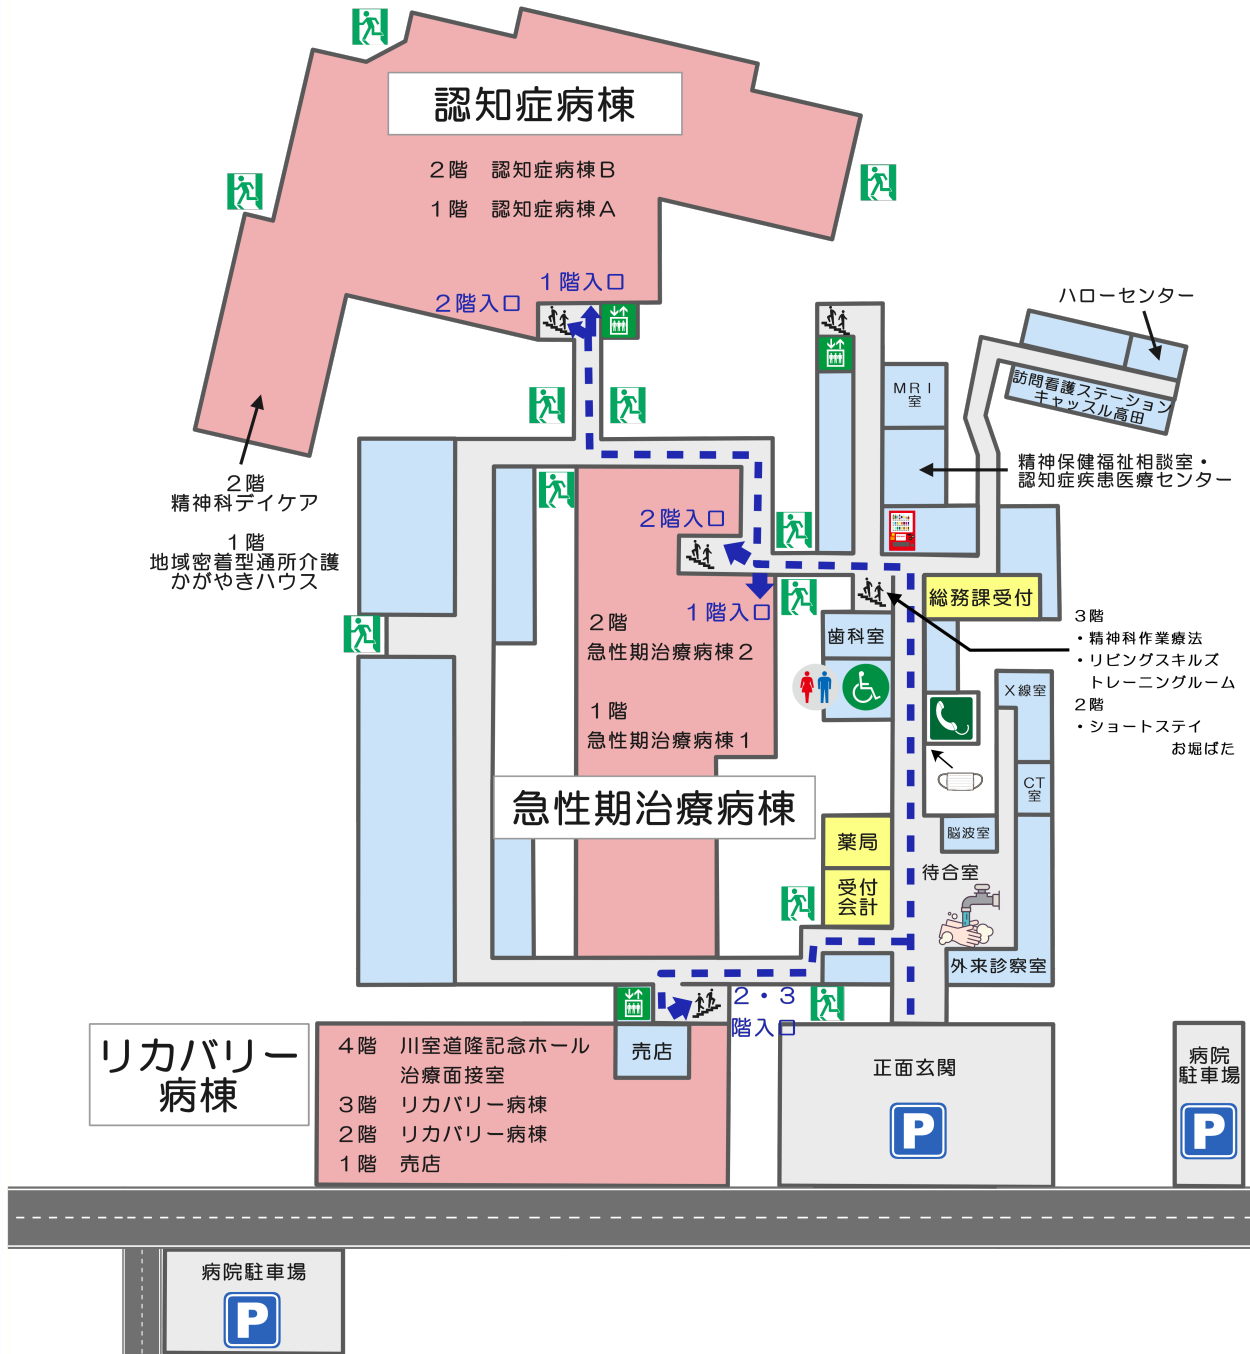 認知症病棟
２階　認知症病棟Ｂ
１階　認知症病棟Ａ
１階入口
２階入口
ハローセンター
訪問看護ステーション
キャッスル高田
ＭＲＩ
室
精神保健福祉相談室・
認知症疾患医療センター
２階
精神科デイケア
１階
地域密着型通所介護
かがやきハウス
２階入口
１階入口
２階
急性期治療病棟２
１階
急性期治療病棟１
急性期治療病棟
総務課受付
歯科室
３階
・精神科作業療法
・リビングスキルズ
トレーニングルーム
２階
・ショートステイ
お堀ばた
Ｘ線室
CT
室
脳波室
薬局
受付
会計
待合室
外来診察室
２・３
階入口
リカバリー
病棟
４階　川室道隆記念ホール
治療面接室
３階　リカバリー病棟
２階　リカバリー病棟
１階　売店
売店
正面玄関
P
病院
駐車場
P
病院駐車場
P